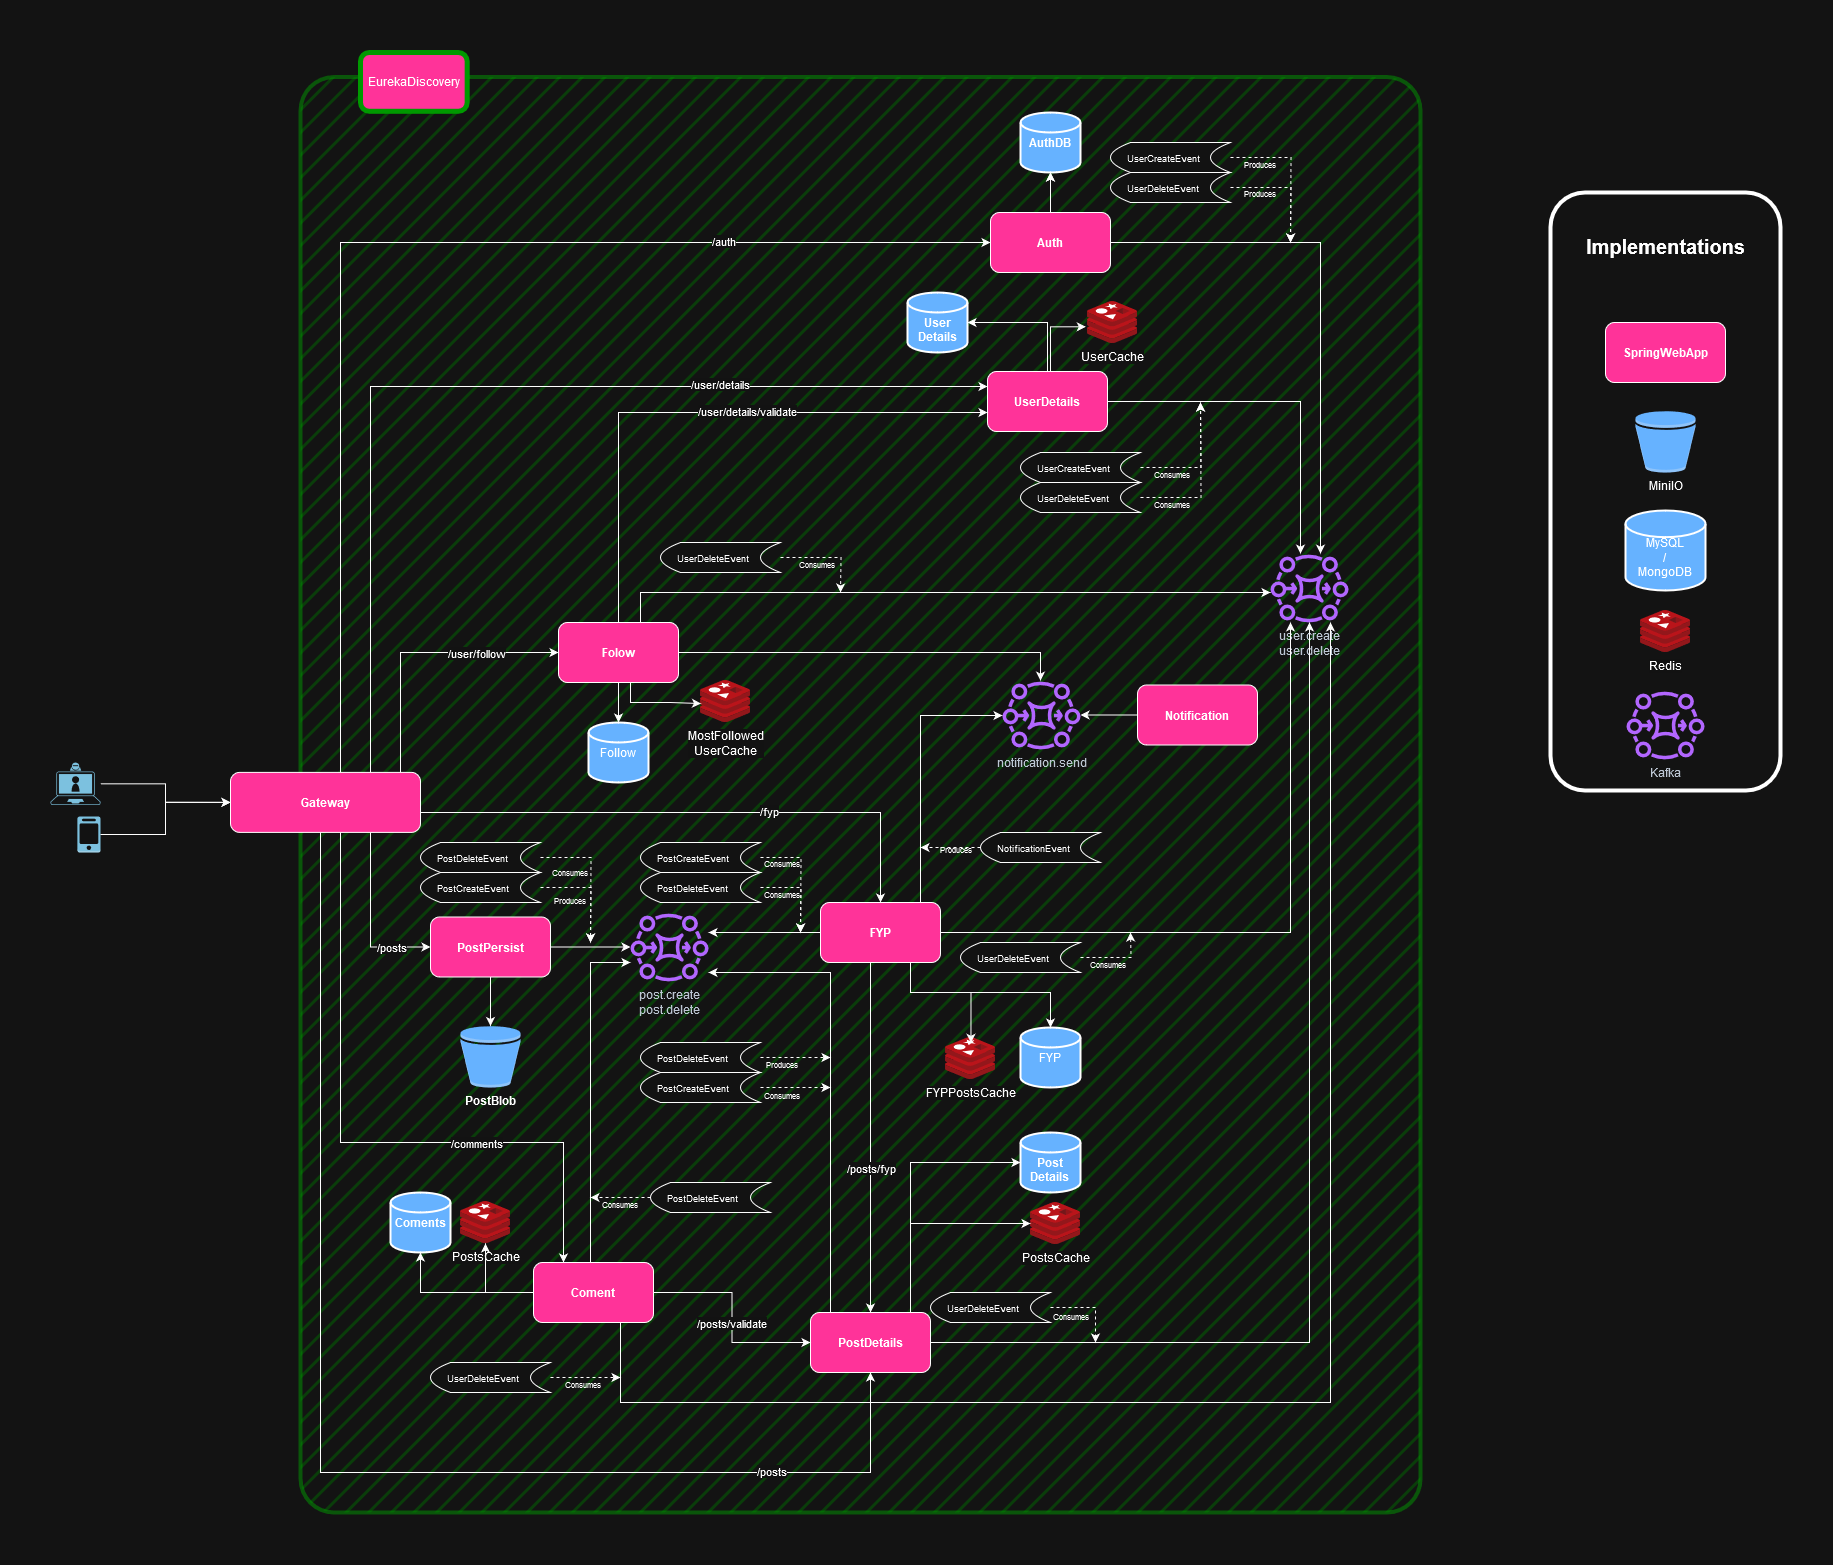 EurekaDiscovery
AuthDB
UserCreateEvent
Produces
UserDeleteEvent
Produces
Auth
/auth
Implementations
SpringWebApp
MiniIO
MySQL
/
MongoDB
Redis
Kafka
User
Details
UserCache
/user/details
UserDetails
/user/details/validate
UserCreateEvent
Consumes
UserDeleteEvent
Consumes
UserDeleteEvent
Consumes
user.create
user.delete
/user/follow
Folow
MostFollowed
UserCache
Follow
Notification
notification.send
Gateway
/fyp
NotificationEvent
Produces
PostDeleteEvent
Consumes
PostCreateEvent
Produces
PostCreateEvent
Consumes
PostDeleteEvent
Consumes
/posts
PostPersist
FYP
UserDeleteEvent
Consumes
post.create
post.delete
PostBlob
PostDeleteEvent
Produces
PostCreateEvent
Consumes
FYP
FYPPostsCache
/comments
/posts/fyp
Post
Details
PostDeleteEvent
Consumes
Coments
PostsCache
PostsCache
Coment
/posts/validate
UserDeleteEvent
Consumes
PostDetails
UserDeleteEvent
Consumes
/posts